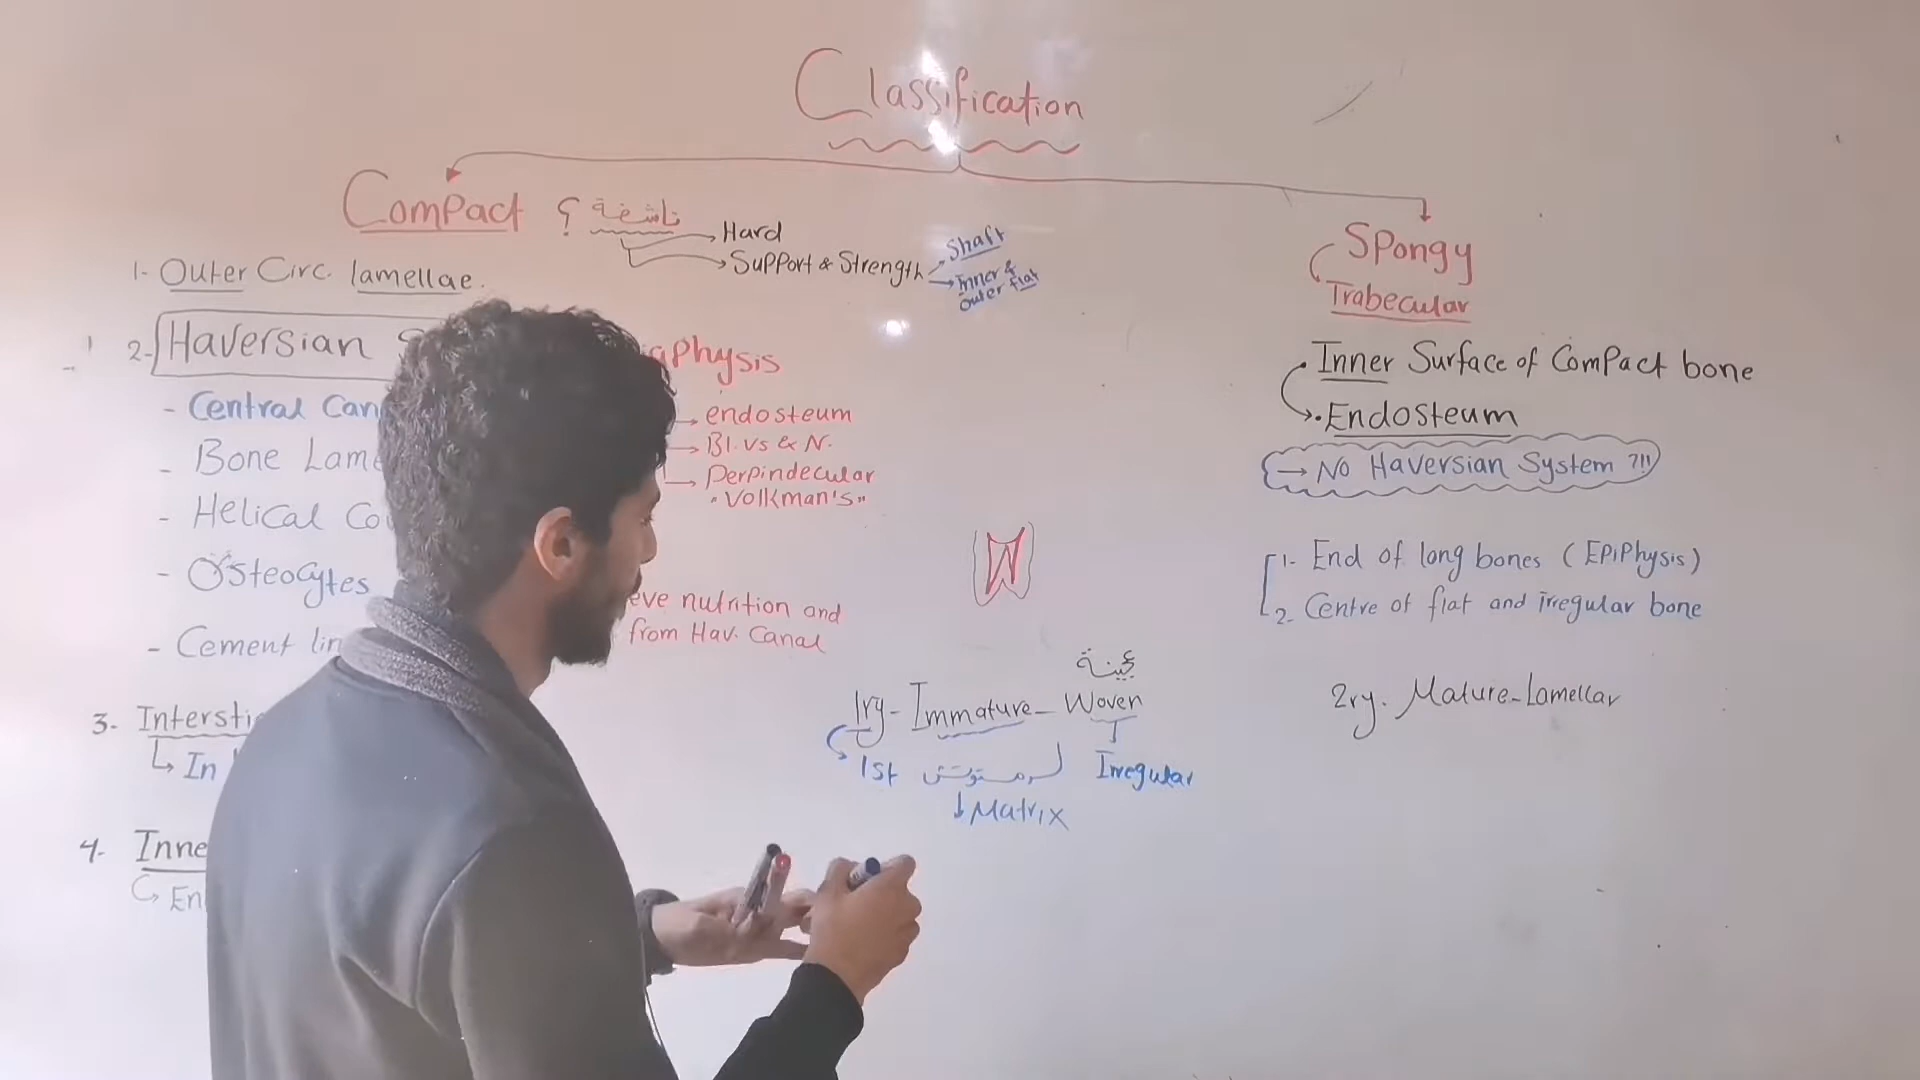 Classification
Compact ؟ ناشفة
Hard
Support & Strength
Shaft
Inner &
outer flat
1- Outer Circ. lamellae.
2- Haversian
aphysis
- Central Can
endosteum
Bl. vs & N.
- Bone Lame
Perpindecular
"Volkman's"
- Helical Co
- Osteocytes
eve nutrition and
from Hav. Canal
- Cement lin
3- Intersti
In
4- Inne
En
Spongy
Trabecular
Inner Surface of Compact bone
Endosteum
→ No Haversian System ?!!
1- End of long bones (EPiPhysis)
2- Centre of flat and irregular bone
عجينة
1ry- Immature- Woven
1st
Irregular
↓ Matrix
2ry. Mature-Lamellar